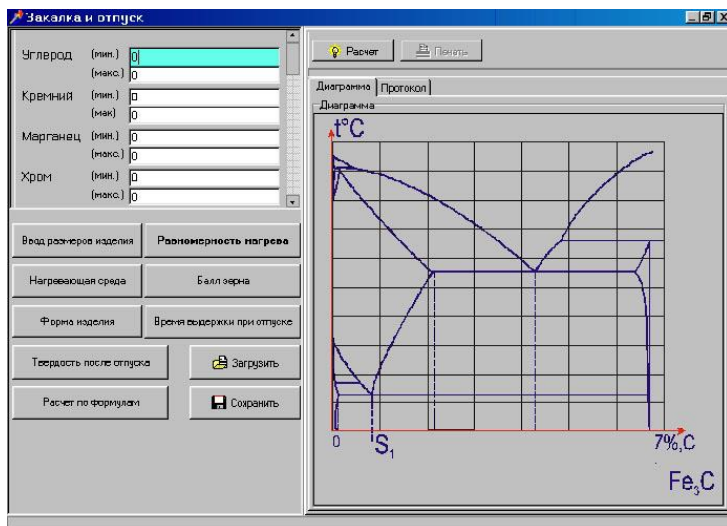 Закалка и отпуск
Углерод (мин.) 0
(макс.) 0
Кремний (мин.) 0
(мак) 0
Марганец (мин.) 0
(макс.) 0
Хром (мин.) 0
(макс.) 0
Ввод размеров изделия
Равномерность нагрева
Нагревающая среда
Балл зерна
Форма изделия
Время выдержки при отпуске
Твердость после отпуска
Загрузить
Расчет по формулам
Сохранить
Расчет
Печать
Диаграмма
Протокол
Диаграмма
t°C
0
S₁
7%,C
Fe₃C